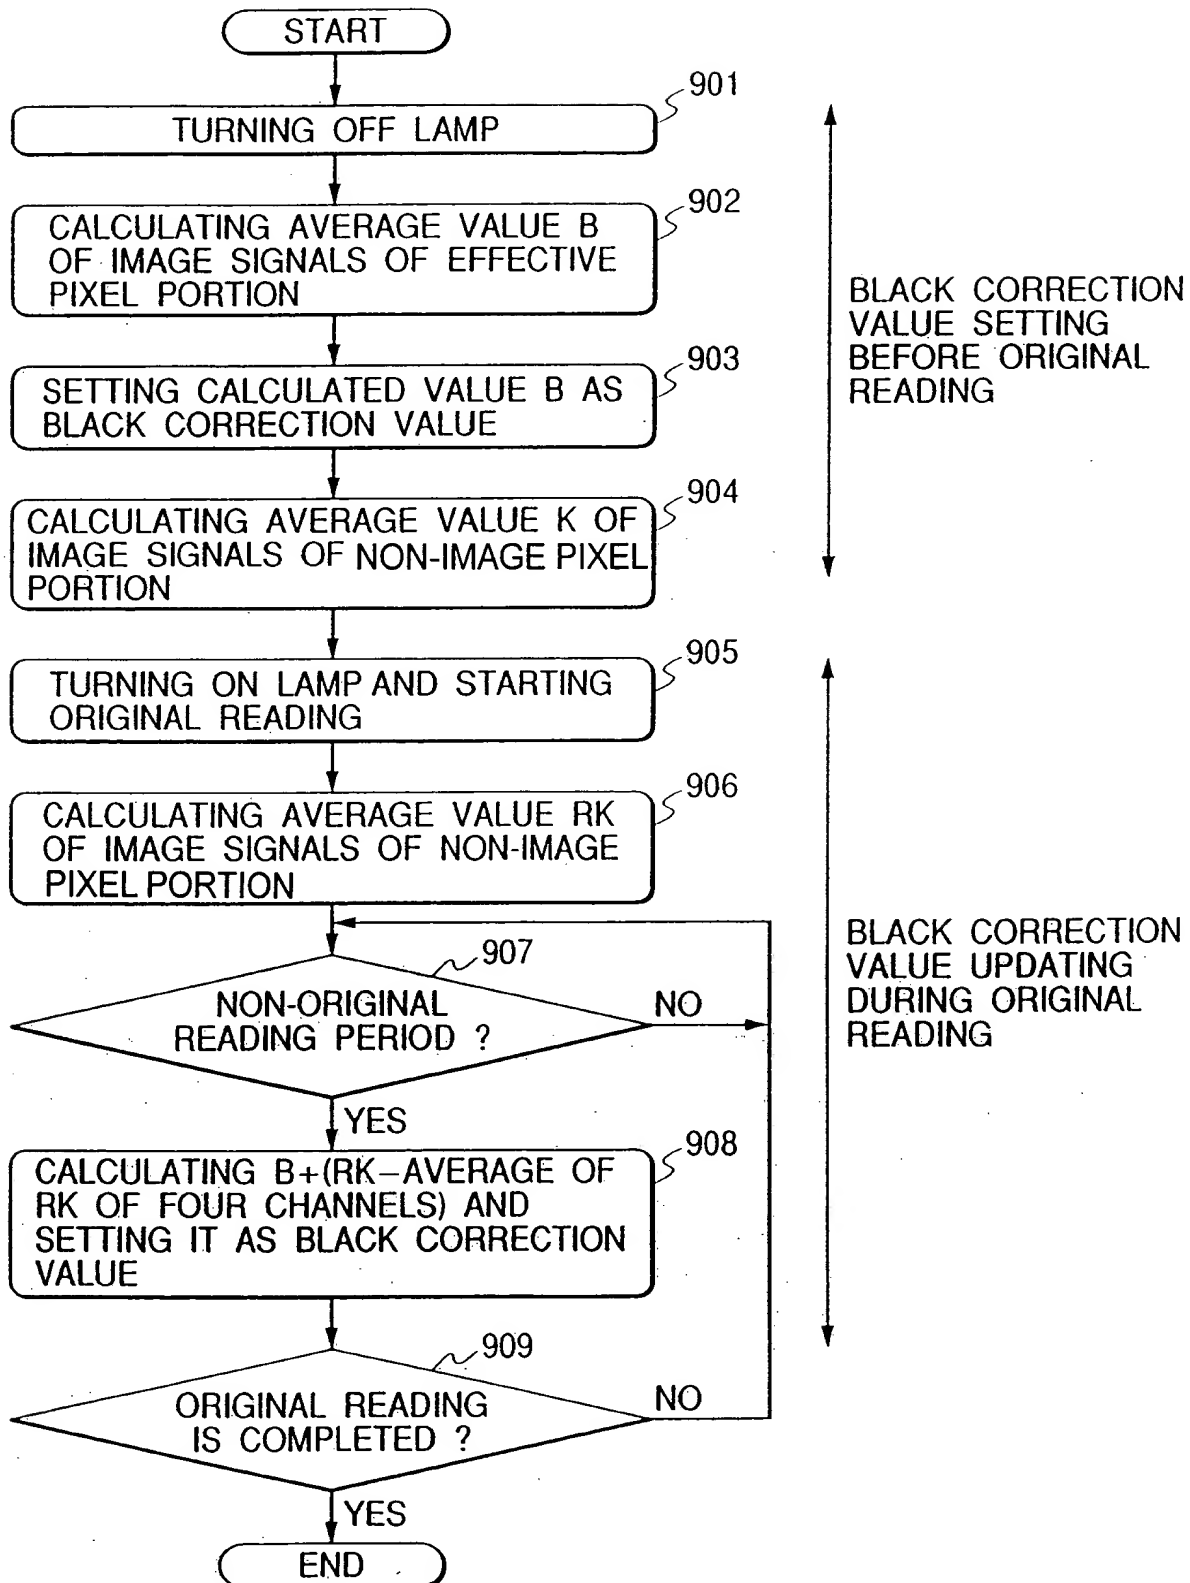 START
901
TURNING OFF LAMP
902
CALCULATING AVERAGE VALUE B
OF IMAGE SIGNALS OF EFFECTIVE
PIXEL PORTION
903
SETTING CALCULATED VALUE B AS
BLACK CORRECTION VALUE
904
CALCULATING AVERAGE VALUE K OF
IMAGE SIGNALS OF NON-IMAGE PIXEL
PORTION
BLACK CORRECTION
VALUE SETTING
BEFORE ORIGINAL
READING
905
TURNING ON LAMP AND STARTING
ORIGINAL READING
906
CALCULATING AVERAGE VALUE RK
OF IMAGE SIGNALS OF NON-IMAGE
PIXEL PORTION
907
NON-ORIGINAL
READING PERIOD ?
NO
YES
908
CALCULATING B+(RK−AVERAGE OF
RK OF FOUR CHANNELS) AND
SETTING IT AS BLACK CORRECTION
VALUE
BLACK CORRECTION
VALUE UPDATING
DURING ORIGINAL
READING
909
ORIGINAL READING
IS COMPLETED ?
NO
YES
END